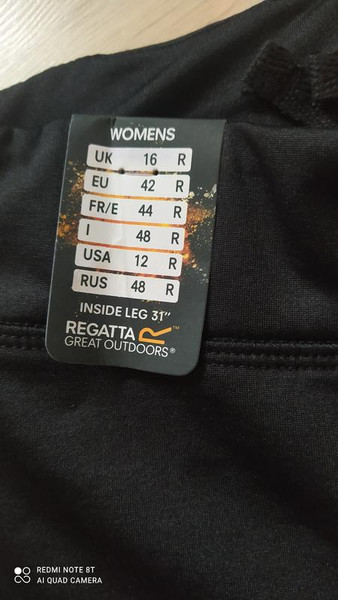 WOMENS
UK 16 R
EU 42 R
FR/E 44 R
I 48 R
USA 12 R
RUS 48 R
INSIDE LEG 31"
REGATTA R™
GREAT OUTDOORS®
REDMI NOTE 8T
AI QUAD CAMERA